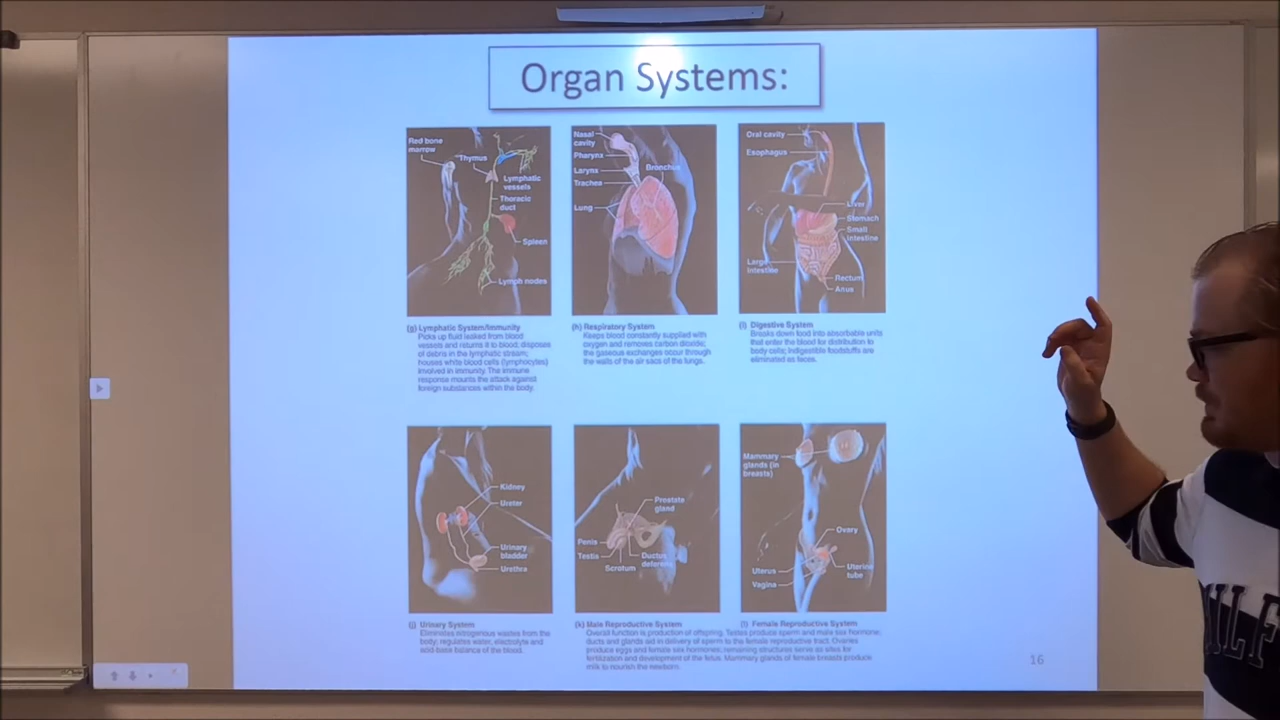 Organ Systems:
Red bone
marrow
Thymus
Lymphatic
vessels
Thoracic
duct
Spleen
Lymph nodes
Nasal
cavity
Pharynx
Larynx
Trachea
Lung
Bronchus
Oral cavity
Esophagus
Liver
Stomach
Small
Intestine
Large
Intestine
Rectum
Anus
(g) Lymphatic System/Immunity
Picks up fluid leaked from blood
vessels and returns it to blood; disposes
of debris in the lymphatic stream;
houses white blood cells (lymphocytes)
involved in immunity. The immune
response mounts the attack against
foreign substances within the body.
(h) Respiratory System
Keeps blood constantly supplied with
oxygen and removes carbon dioxide;
the gaseous exchanges occur through
the walls of the air sacs of the lungs.
(i) Digestive System
Breaks down food into absorbable units
that enter the blood for distribution to
body cells; indigestible foodstuffs are
eliminated as feces.
Kidney
Ureter
Urinary
bladder
Urethra
Prostate
gland
Penis
Testis
Scrotum
Ductus
deferens
Mammary
glands (in
breasts)
Ovary
Uterus
Vagina
Uterine
tube
(j) Urinary System
Eliminates nitrogenous wastes from the
body; regulates water, electrolyte and
acid-base balance of the blood.
(k) Male Reproductive System
(l) Female Reproductive System
Overall function is production of offspring. Testes produce sperm and male sex hormone;
ducts and glands aid in delivery of sperm to the female reproductive tract. Ovaries
produce eggs and female sex hormones; remaining structures serve as sites for
fertilization and development of the fetus. Mammary glands of female breasts produce
milk to nourish the newborn.
16